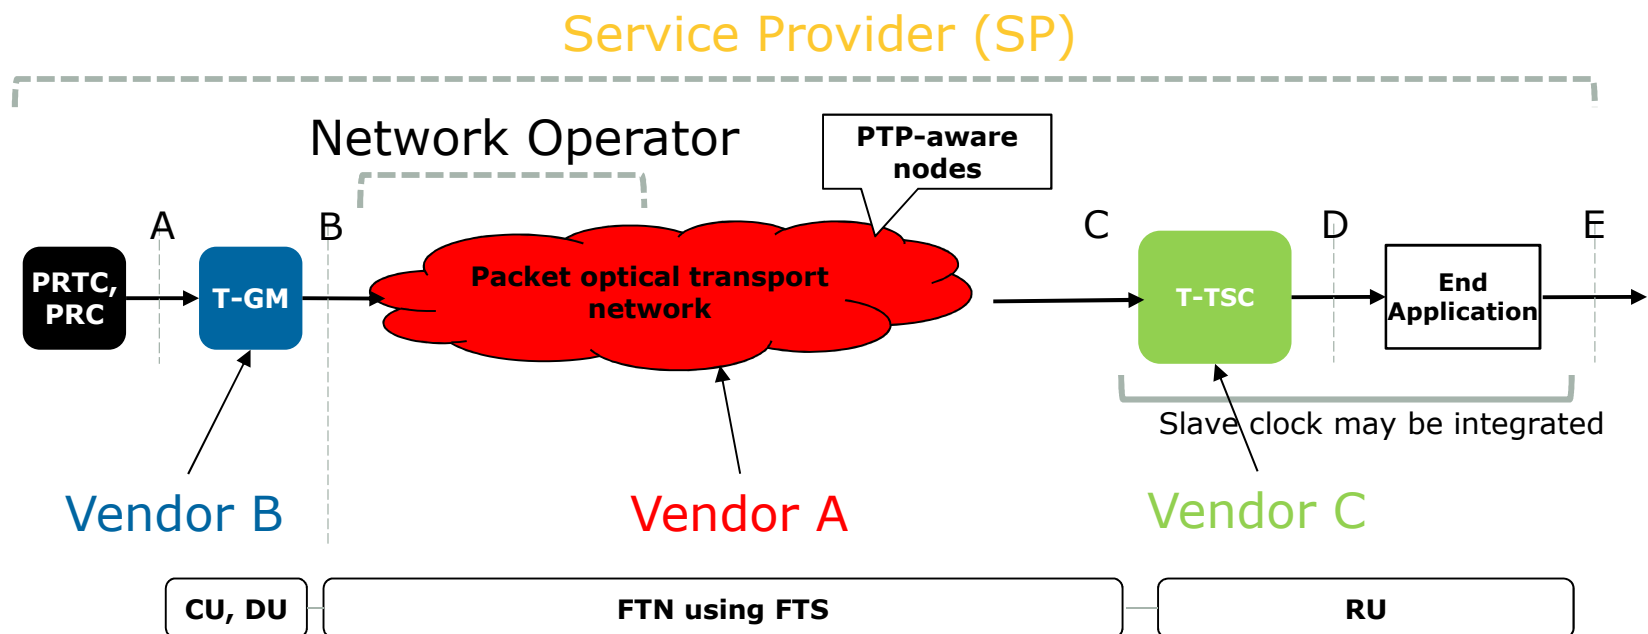 Service Provider (SP)
Network Operator
PTP-aware
nodes
A
B
C
D
E
PRTC,
PRC
T-GM
Packet optical transport
network
T-TSC
End
Application
Slave clock may be integrated
Vendor B
Vendor A
Vendor C
CU, DU
FTN using FTS
RU